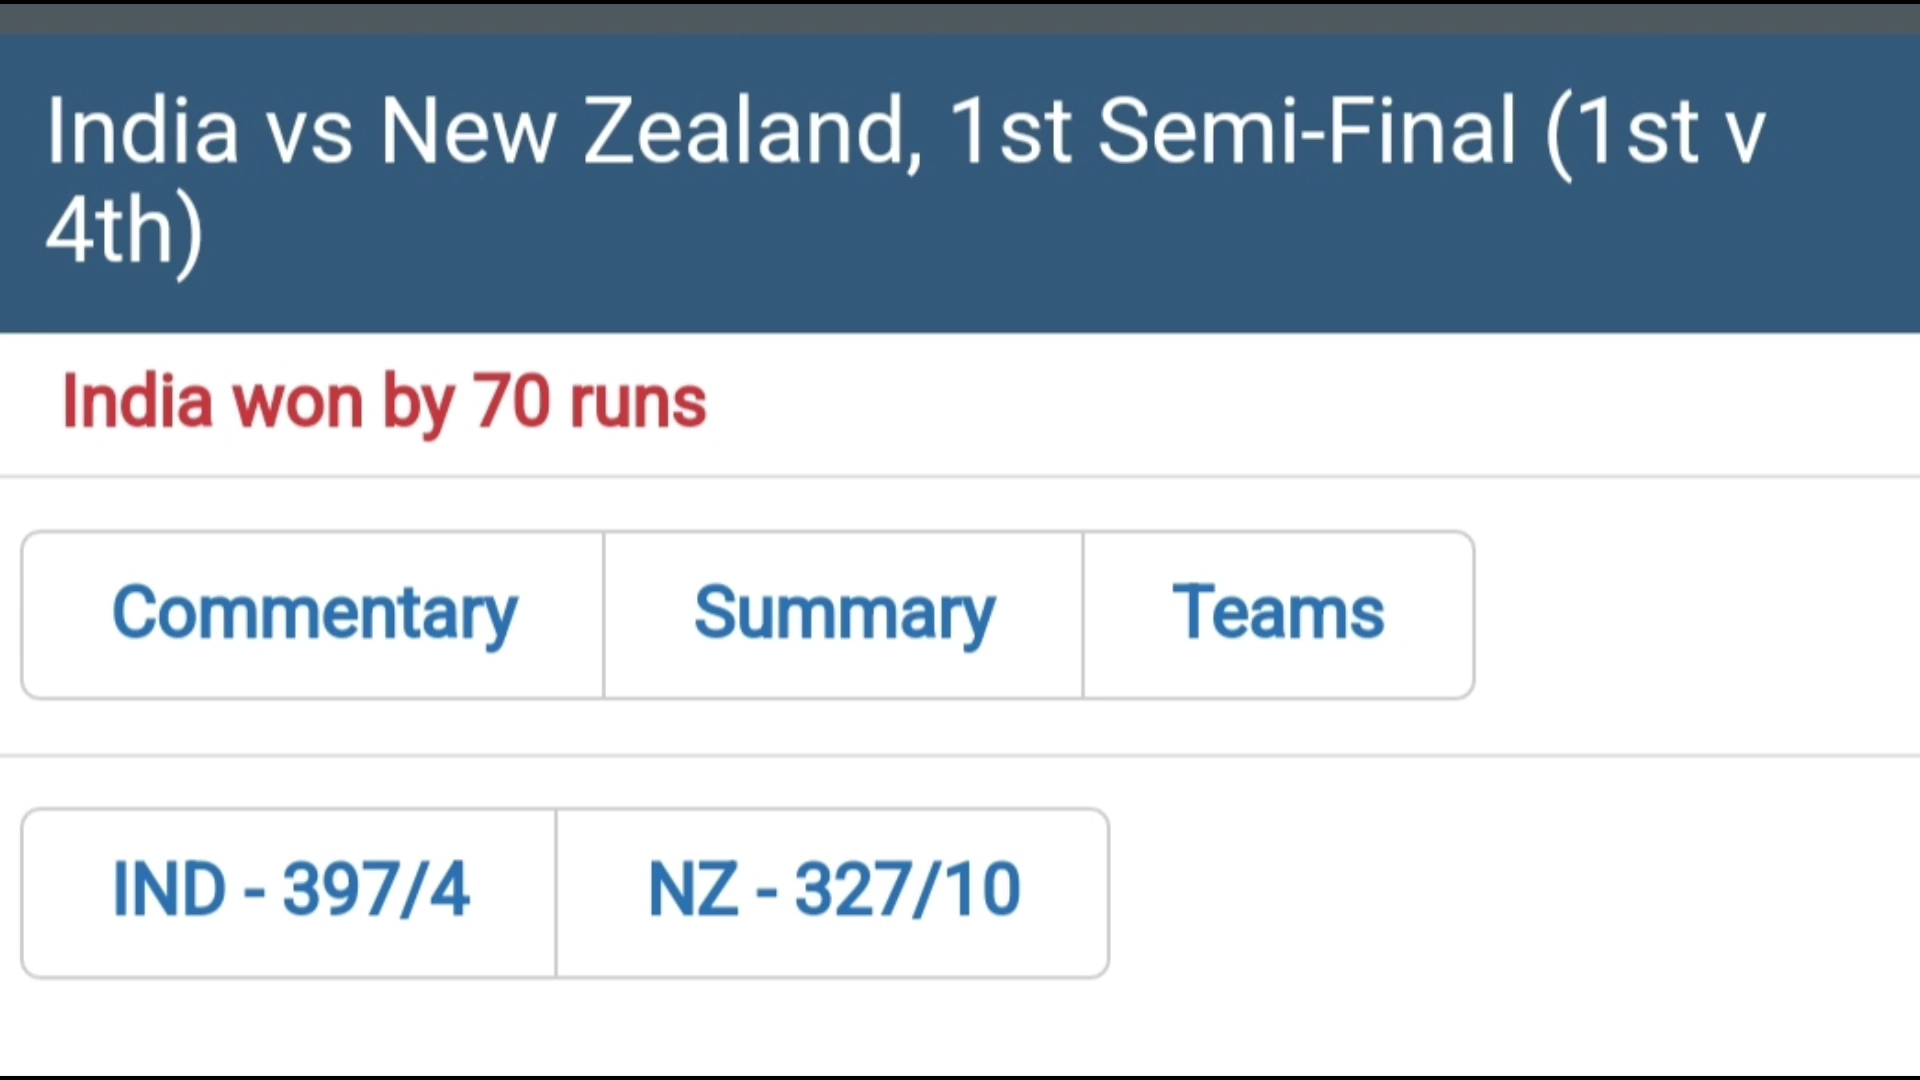 India vs New Zealand, 1st Semi-Final (1st v
4th)
India won by 70 runs
Commentary Summary Teams
IND - 397/4 NZ - 327/10